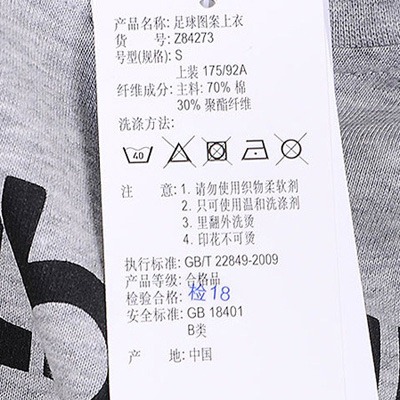 产品名称: 足球图案上衣
货 号: Z84273
号型(规格): S
上装 175/92A
纤维成分: 主料: 70% 棉
30% 聚酯纤维
洗涤方法:
40
注 意: 1. 请勿使用织物柔软剂
2. 只可使用温和洗涤剂
3. 里翻外洗烫
4. 印花不可烫
执行标准: GB/T 22849-2009
产品等级: 合格品
检验合格: 检18
安全标准: GB 18401
B类
产 地: 中国